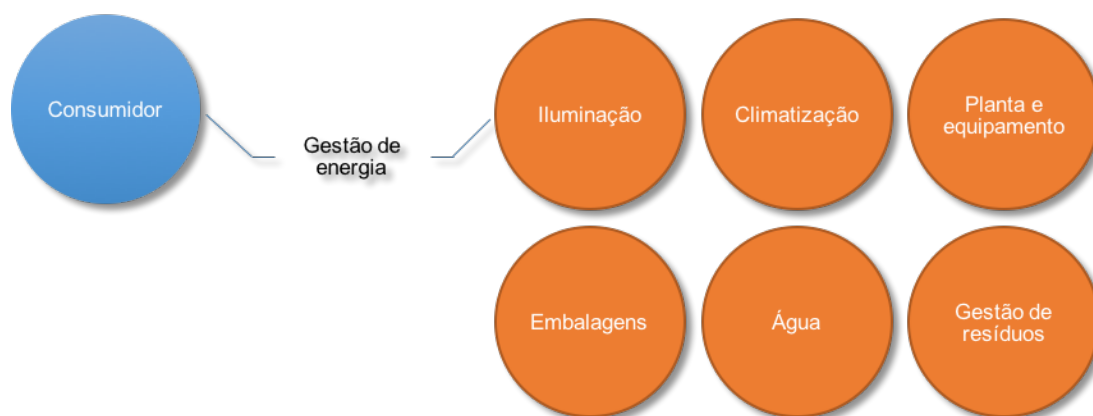 Consumidor
Gestão de
energia
Iluminação
Climatização
Planta e
equipamento
Embalagens
Água
Gestão de
resíduos